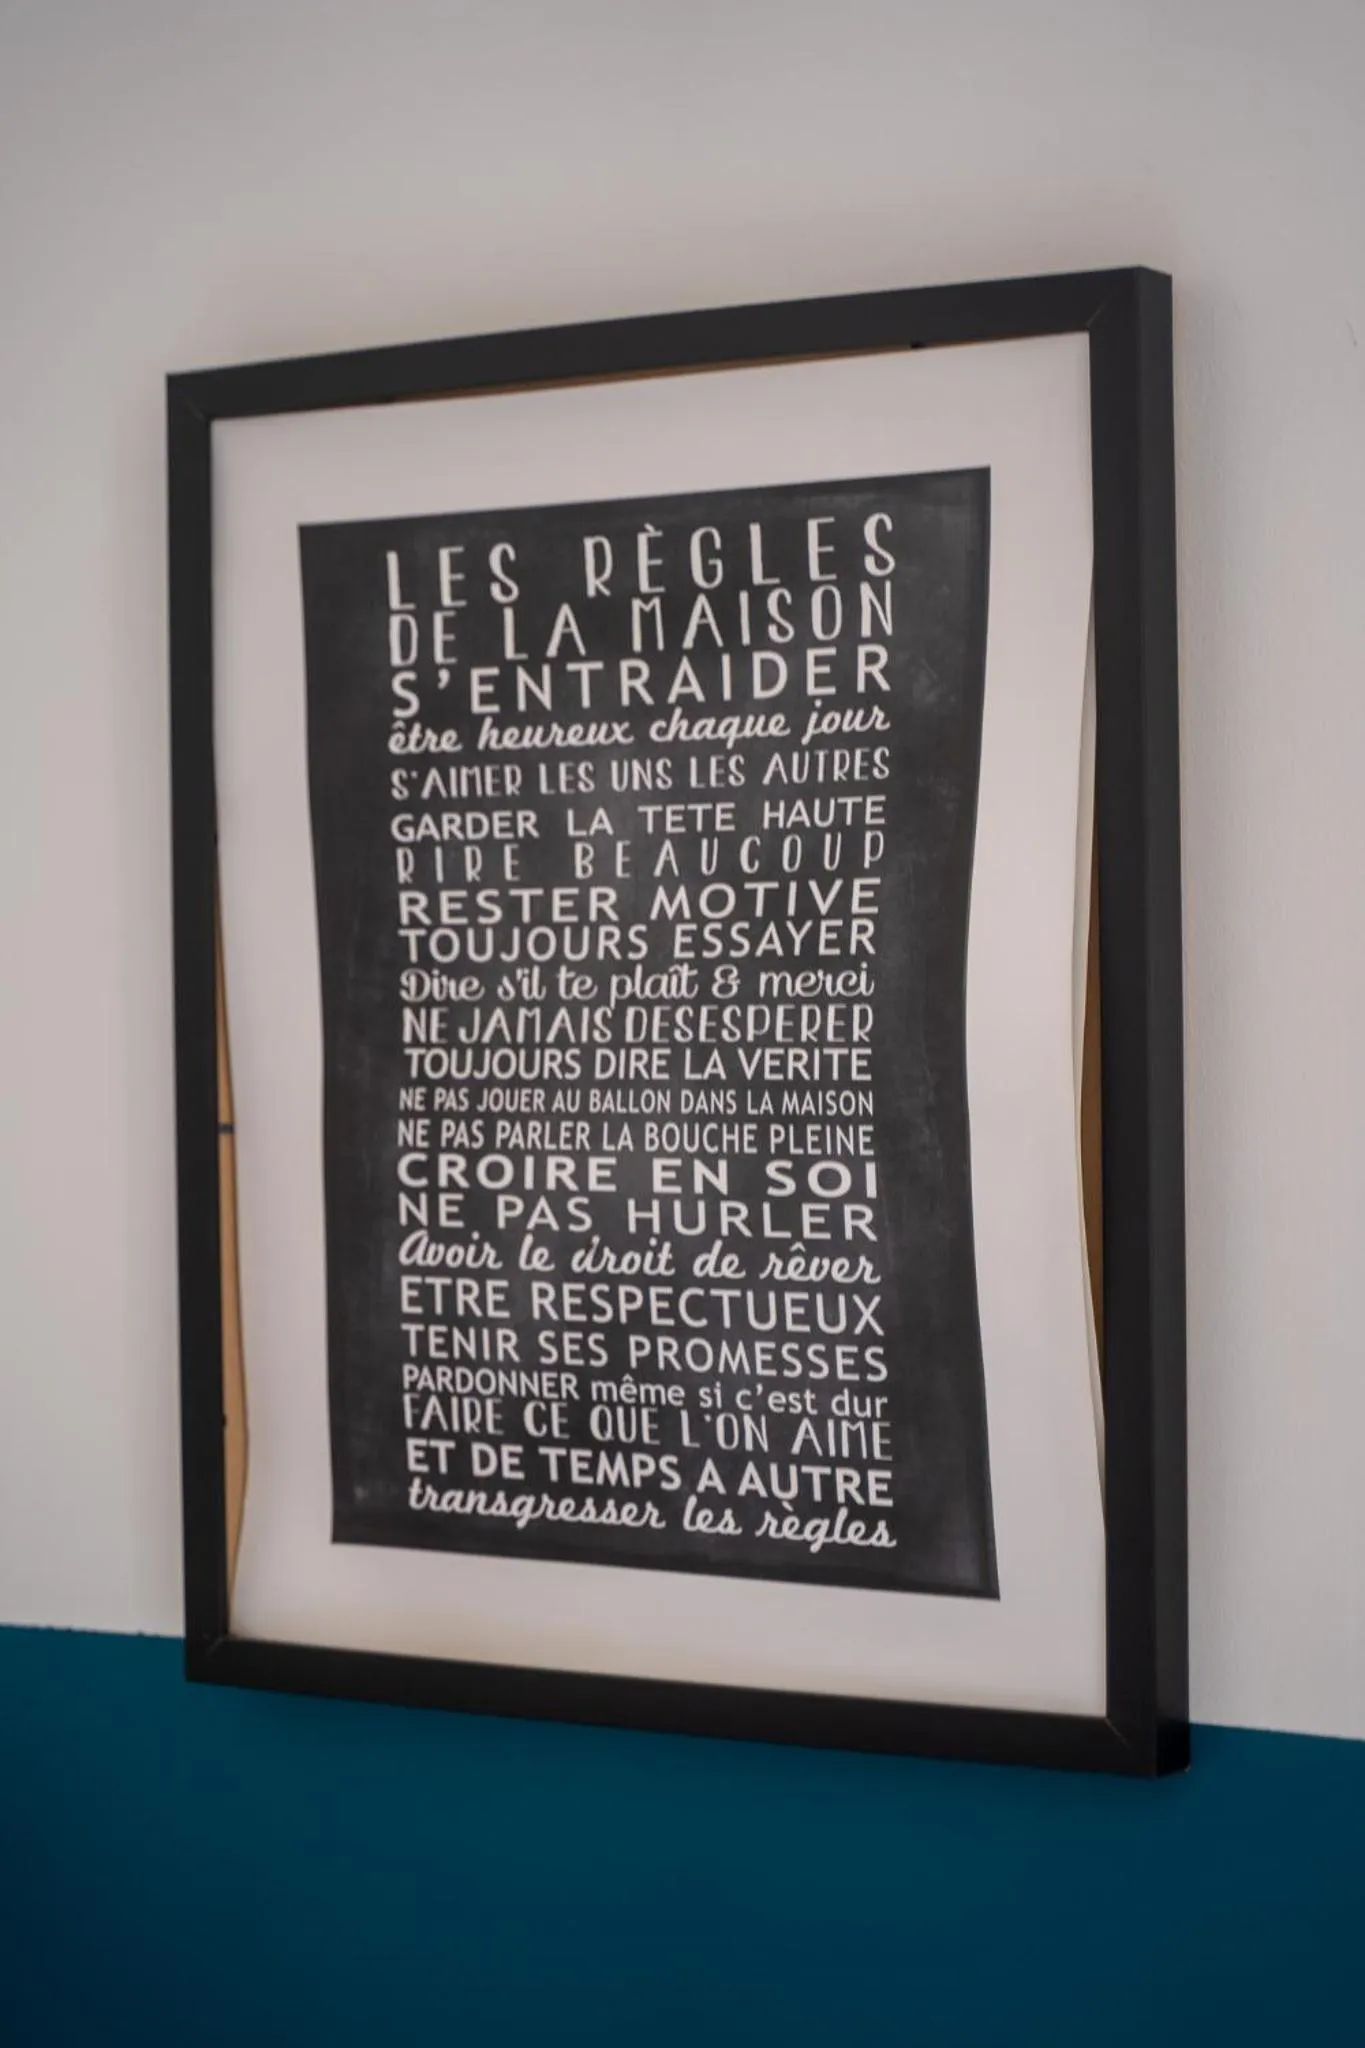 LES RÈGLES
DE LA MAISON
S'ENTRAIDER
être heureux chaque jour
S'AIMER LES UNS LES AUTRES
GARDER LA TETE HAUTE
RIRE BEAUCOUP
RESTER MOTIVE
TOUJOURS ESSAYER
Dire s'il te plaît & merci
NE JAMAIS DESESPERER
TOUJOURS DIRE LA VERITE
NE PAS JOUER AU BALLON DANS LA MAISON
NE PAS PARLER LA BOUCHE PLEINE
CROIRE EN SOI
NE PAS HURLER
Avoir le droit de rêver
ETRE RESPECTUEUX
TENIR SES PROMESSES
PARDONNER même si c'est dur
FAIRE CE QUE L'ON AIME
ET DE TEMPS A AUTRE
transgresser les règles